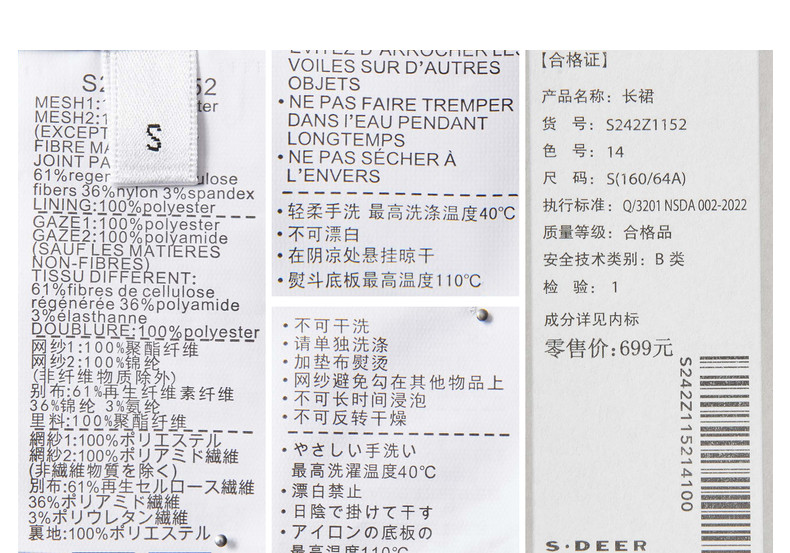 S
MESH1:
MESH2:1
(EXCEPT
FIBRE MA
JOINT PA
61%regen
fibers 36%nylon 3%spandex
LINING:100%polyester
GAZE1:100%polyester
GAZE2:100%polyamide
(SAUF LES MATIÈRES
NON-FIBRES)
TISSU DIFFÉRENT:
61%fibres de cellulose
régénérée 36%polyamide
3%élasthanne
DOUBLURE:100%polyester
网纱1:100%聚酯纤维
网纱2:100%锦纶
(非纤维物质除外)
别布:61%再生纤维素纤维
36%锦纶 3%氨纶
里料:100%聚酯纤维
網紗1:100%ポリエステル
網紗2:100%ポリアミド繊維
(非繊維物質を除く)
別布:61%再生セルロース繊維
36%ポリアミド繊維
3%ポリウレタン繊維
裏地:100%ポリエステル
ÉVITEZ D'ARROCHER LES
VOILES SUR D'AUTRES
OBJETS
•NE PAS FAIRE TREMPER
DANS l'EAU PENDANT
LONGTEMPS
•NE PAS SÉCHER À
L'ENVERS
•轻柔手洗 最高洗涤温度40℃
•不可漂白
•在阴凉处悬挂晾干
•熨斗底板最高温度110℃
•不可干洗
•请单独洗涤
•加垫布熨烫
•网纱避免勾在其他物品上
•不可长时间浸泡
•不可反转干燥
•やさしい手洗い
最高洗濯温度40℃
•漂白禁止
•日陰で掛けて干す
•アイロンの底板の
最高温度110℃
【合格证】
产品名称: 长裙
货 号: S242Z1152
色 号: 14
尺 码: S(160/64A)
执行标准: Q/3201 NSDA 002-2022
质量等级: 合格品
安全技术类别: B 类
检 验: 1
成分详见内标
零售价:699元
S242Z115214100
S·DEER